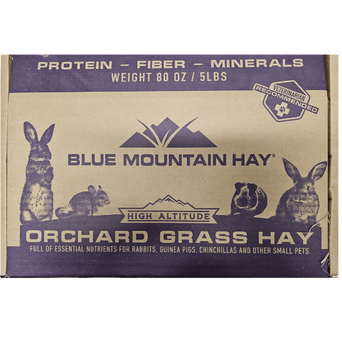 PROTEIN – FIBER – MINERALS
WEIGHT 80 OZ / 5LBS
VETERINARIAN
RECOMMENDED
BLUE MOUNTAIN HAY®
HIGH ALTITUDE
ORCHARD GRASS HAY
FULL OF ESSENTIAL NUTRIENTS FOR RABBITS, GUINEA PIGS, CHINCHILLAS AND OTHER SMALL PETS.